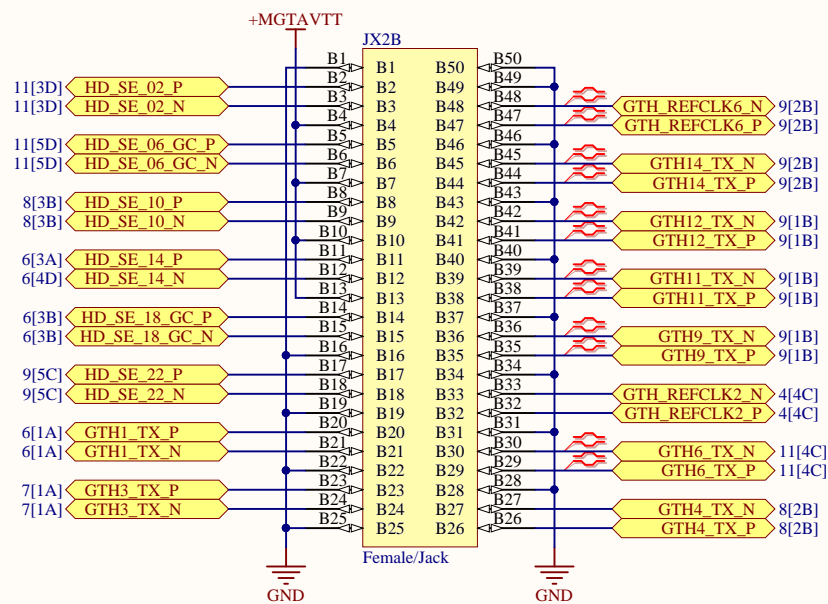 +MGTAVTT
JX2B
B1 B1 B50 B50
11[3D] HD_SE_02_P B2 B2 B49 B49
11[3D] HD_SE_02_N B3 B3 B48 B48 GTH_REFCLK6_N 9[2B]
B4 B4 B47 B47 GTH_REFCLK6_P 9[2B]
11[5D] HD_SE_06_GC_P B5 B5 B46 B46
11[5D] HD_SE_06_GC_N B6 B6 B45 B45 GTH14_TX_N 9[2B]
B7 B7 B44 B44 GTH14_TX_P 9[2B]
8[3B] HD_SE_10_P B8 B8 B43 B43
8[3B] HD_SE_10_N B9 B9 B42 B42 GTH12_TX_N 9[1B]
B10 B10 B41 B41 GTH12_TX_P 9[1B]
6[3A] HD_SE_14_P B11 B11 B40 B40
6[4D] HD_SE_14_N B12 B12 B39 B39 GTH11_TX_N 9[1B]
B13 B13 B38 B38 GTH11_TX_P 9[1B]
6[3B] HD_SE_18_GC_P B14 B14 B37 B37
6[3B] HD_SE_18_GC_N B15 B15 B36 B36 GTH9_TX_N 9[1B]
B16 B16 B35 B35 GTH9_TX_P 9[1B]
9[5C] HD_SE_22_P B17 B17 B34 B34
9[5C] HD_SE_22_N B18 B18 B33 B33 GTH_REFCLK2_N 4[4C]
B19 B19 B32 B32 GTH_REFCLK2_P 4[4C]
6[1A] GTH1_TX_P B20 B20 B31 B31
6[1A] GTH1_TX_N B21 B21 B30 B30 GTH6_TX_N 11[4C]
B22 B22 B29 B29 GTH6_TX_P 11[4C]
7[1A] GTH3_TX_P B23 B23 B28 B28
7[1A] GTH3_TX_N B24 B24 B27 B27 GTH4_TX_N 8[2B]
B25 B25 B26 B26 GTH4_TX_P 8[2B]
Female/Jack
GND GND